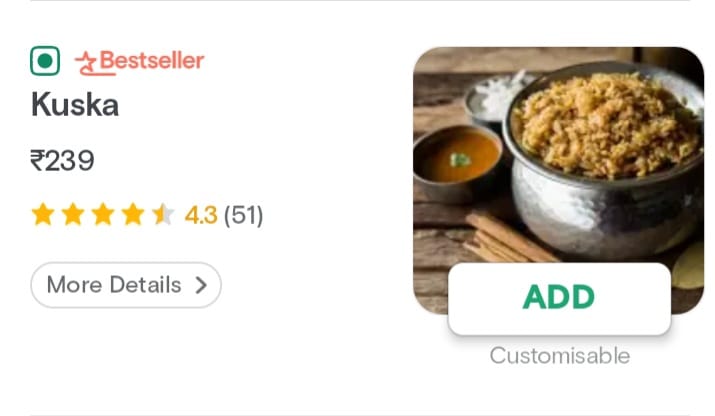 Bestseller
Kuska
₹239
4.3 (51)
More Details
ADD
Customisable